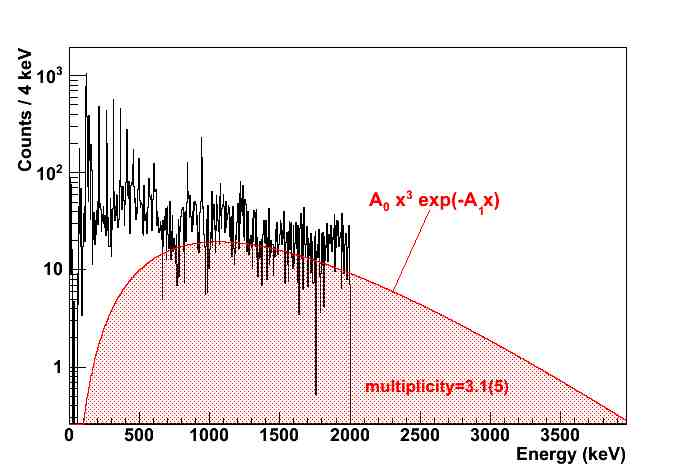 Counts / 4 keV
10³
10²
10
1
A₀ x³ exp(-A₁x)
multiplicity=3.1(5)
0 500 1000 1500 2000 2500 3000 3500
Energy (keV)